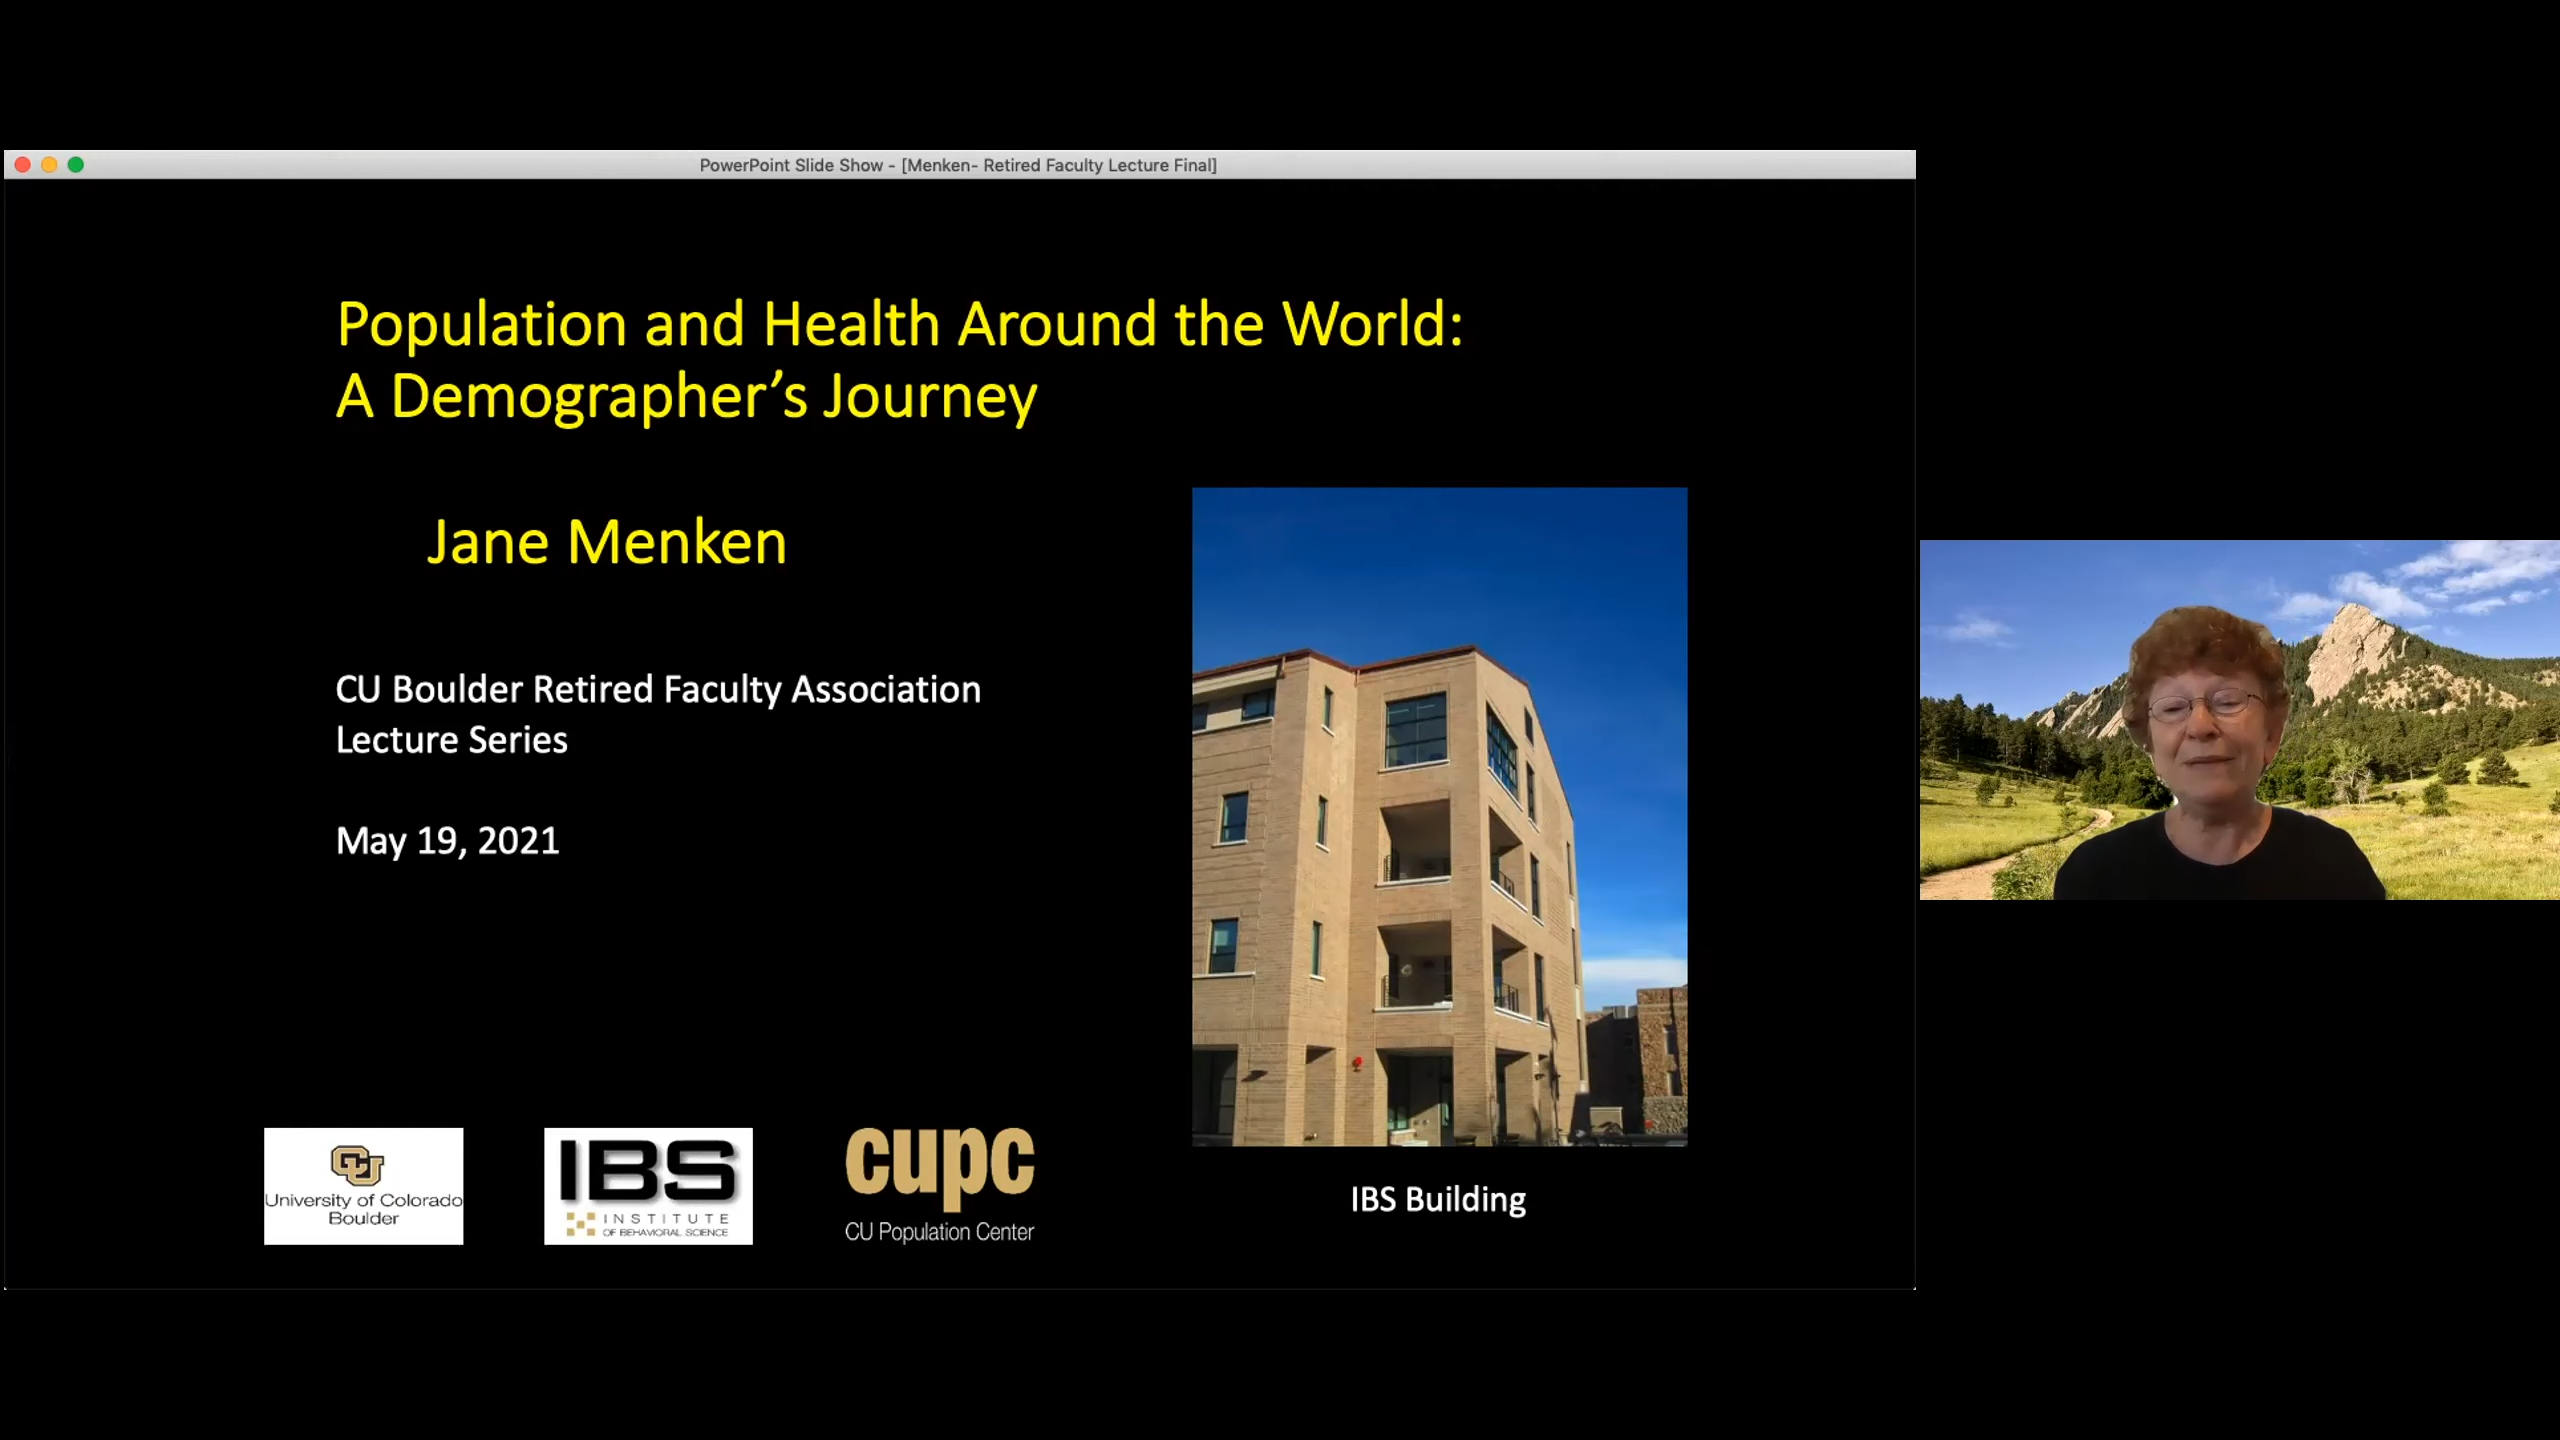 PowerPoint Slide Show - [Menken- Retired Faculty Lecture Final]
Population and Health Around the World:
A Demographer’s Journey
Jane Menken
CU Boulder Retired Faculty Association
Lecture Series
May 19, 2021
CU
University of Colorado
Boulder
IBS
INSTITUTE
OF BEHAVIORAL SCIENCE
cupc
CU Population Center
IBS Building